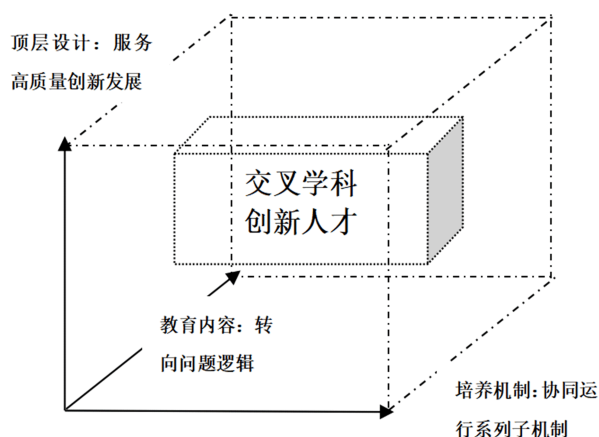 顶层设计：服务
高质量创新发展
交叉学科
创新人才
教育内容：转
向问题逻辑
培养机制：协同运
行系列子机制